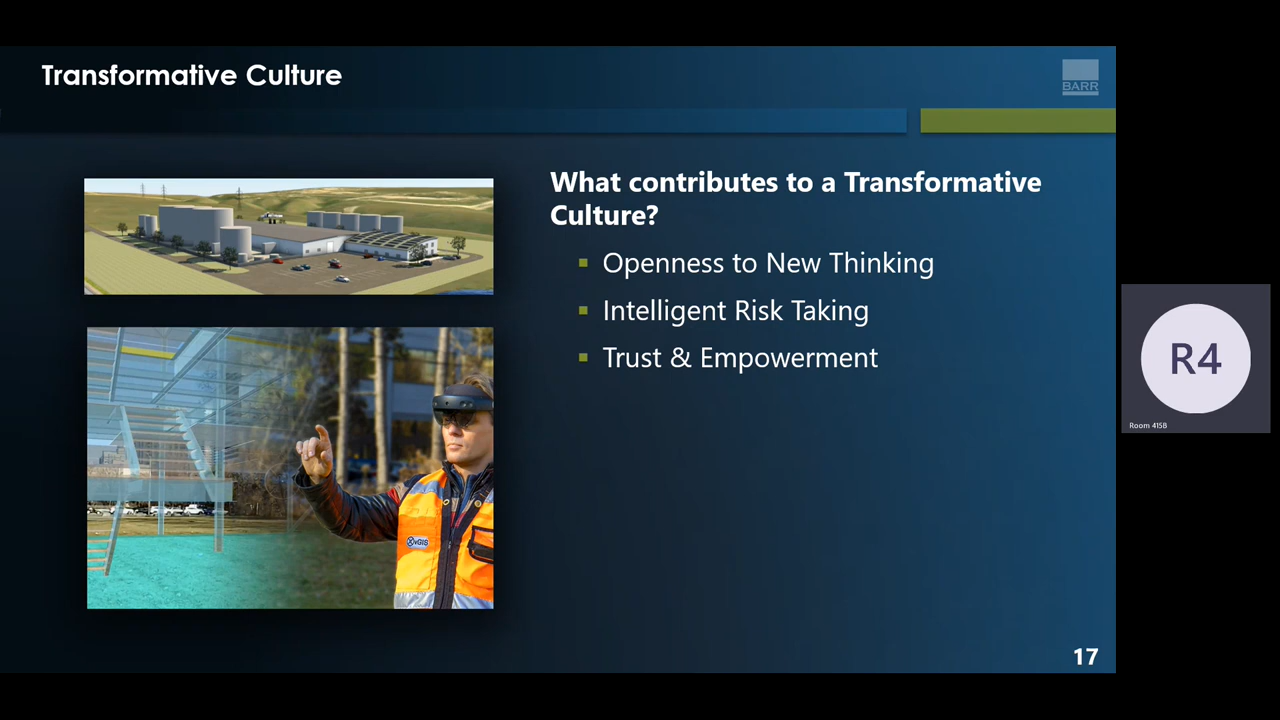 Transformative Culture
BARR
What contributes to a Transformative
Culture?
Openness to New Thinking
Intelligent Risk Taking
Trust & Empowerment
vGIS
R4
Room 415B
17